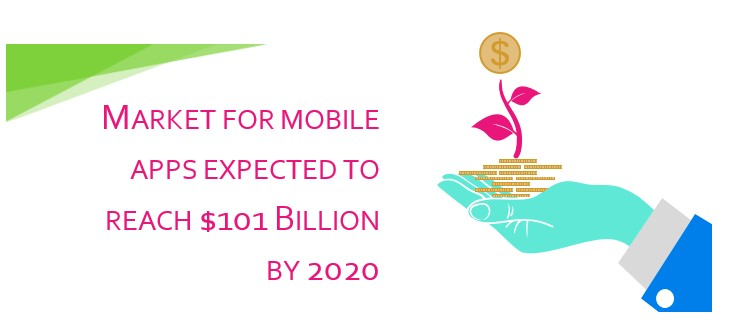 $
Market for mobile
apps expected to
reach $101 Billion
by 2020